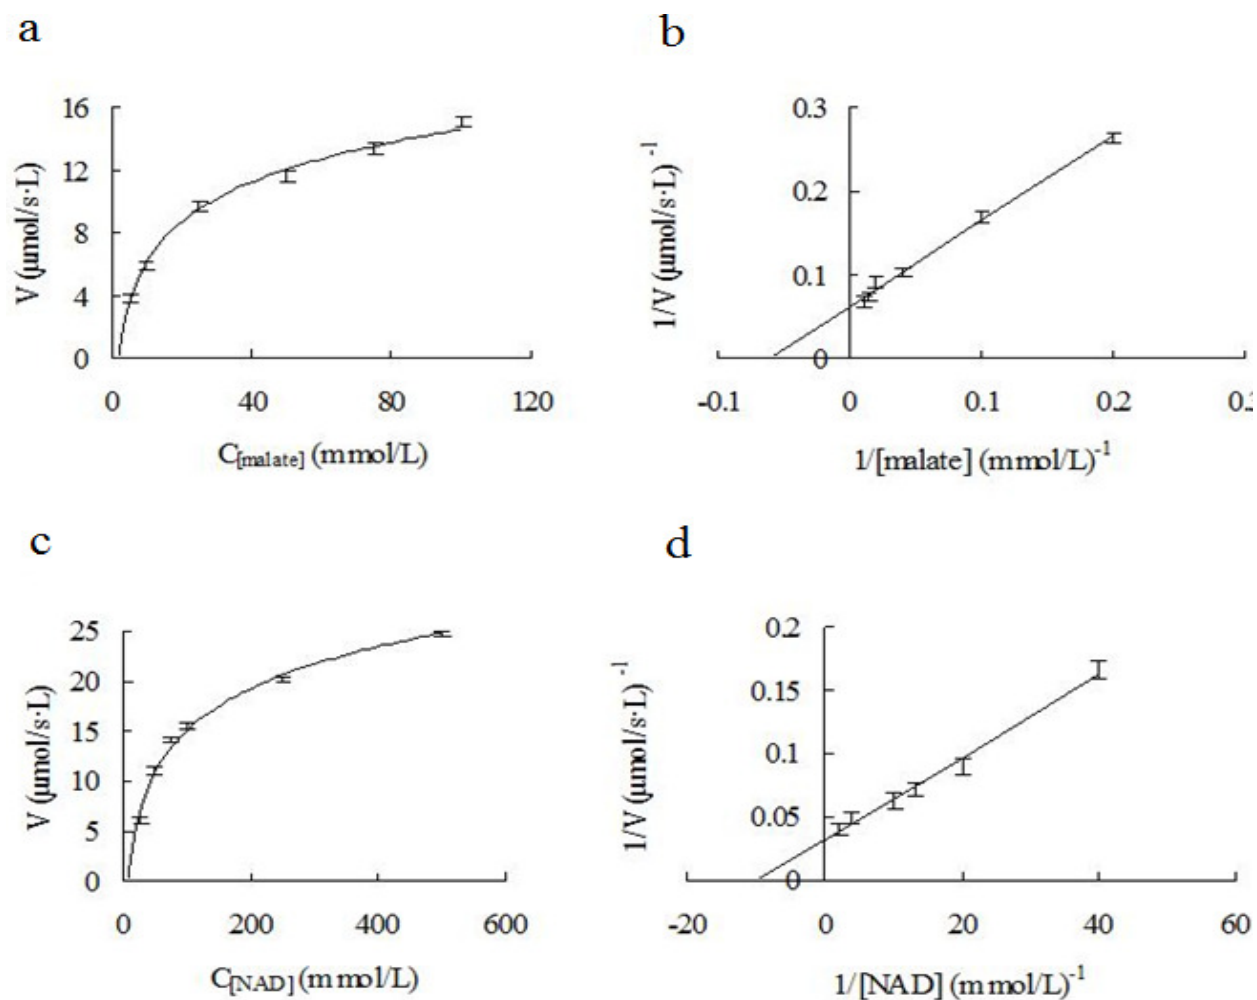 a
V (μmol/s·L)
16
12
8
4
0
0 40 80 120
C[malate] (mmol/L)
b
1/V (μmol/s·L)-1
0.3
0.2
0.1
0
-0.1 0 0.1 0.2 0.3
1/[malate] (mmol/L)-1
c
V (μmol/s·L)
25
20
15
10
5
0
0 200 400 600
C[NAD] (mmol/L)
d
1/V (μmol/s·L)-1
0.2
0.15
0.1
0.05
0
-20 0 20 40 60
1/[NAD] (mmol/L)-1